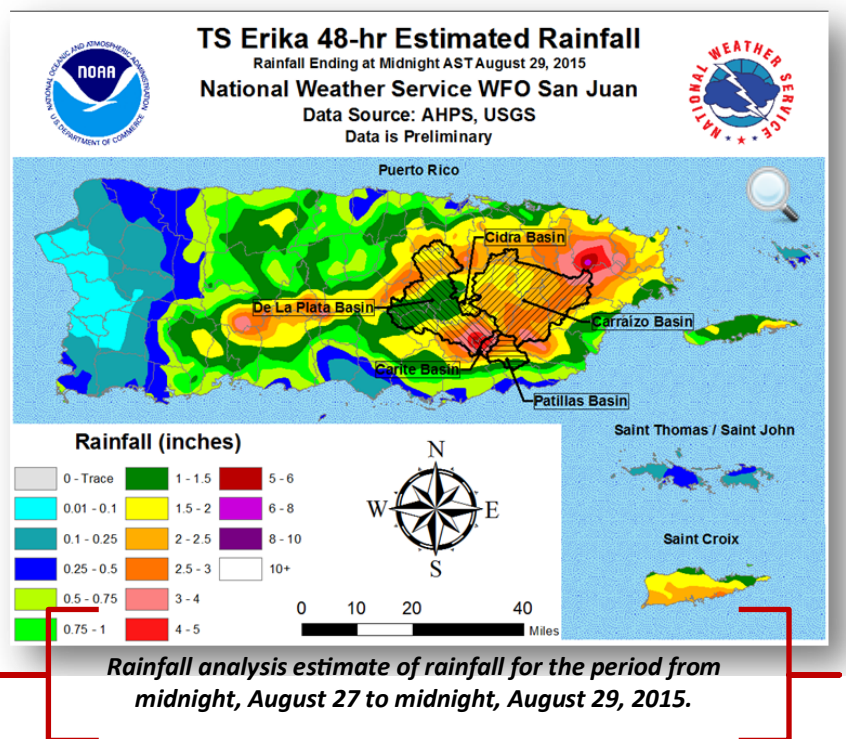 TS Erika 48-hr Estimated Rainfall
Rainfall Ending at Midnight AST August 29, 2015
National Weather Service WFO San Juan
Data Source: AHPS, USGS
Data is Preliminary
NATIONAL OCEANIC AND ATMOSPHERIC ADMINISTRATION
NOAA
U.S. DEPARTMENT OF COMMERCE
NATIONAL WEATHER SERVICE
Puerto Rico
Cidra Basin
De La Plata Basin
Carraízo Basin
Carite Basin
Patillas Basin
Rainfall (inches)
0 - Trace
0.01 - 0.1
0.1 - 0.25
0.25 - 0.5
0.5 - 0.75
0.75 - 1
1 - 1.5
1.5 - 2
2 - 2.5
2.5 - 3
3 - 4
4 - 5
5 - 6
6 - 8
8 - 10
10+
N
W E
S
0 10 20 40
Miles
Saint Thomas / Saint John
Saint Croix
Rainfall analysis estimate of rainfall for the period from
midnight, August 27 to midnight, August 29, 2015.